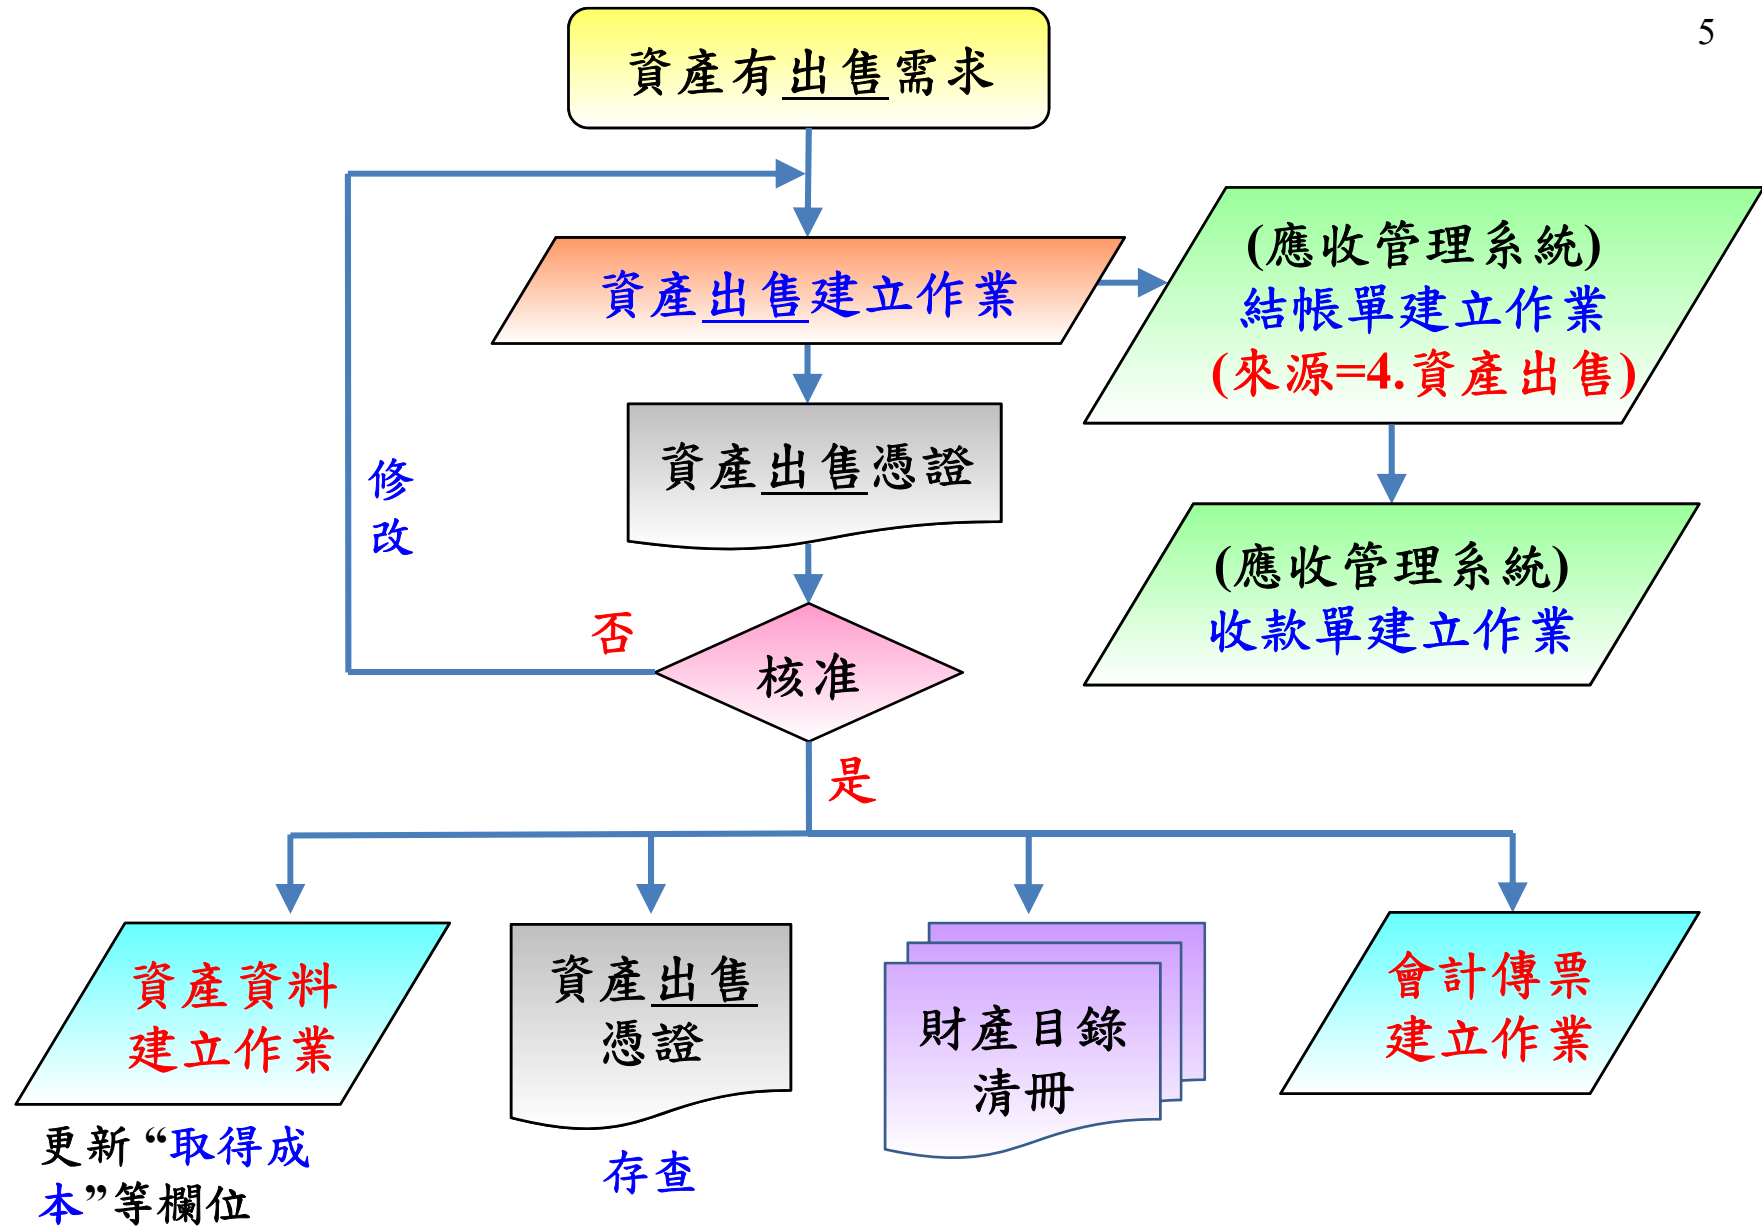 5
資產有出售需求
資產出售建立作業
(應收管理系統)
結帳單建立作業
(來源=4.資產出售)
資產出售憑證
修
改
(應收管理系統)
收款單建立作業
否
核准
是
資產資料
建立作業
資產出售
憑證
財產目錄
清冊
會計傳票
建立作業
更新“取得成
本”等欄位
存查